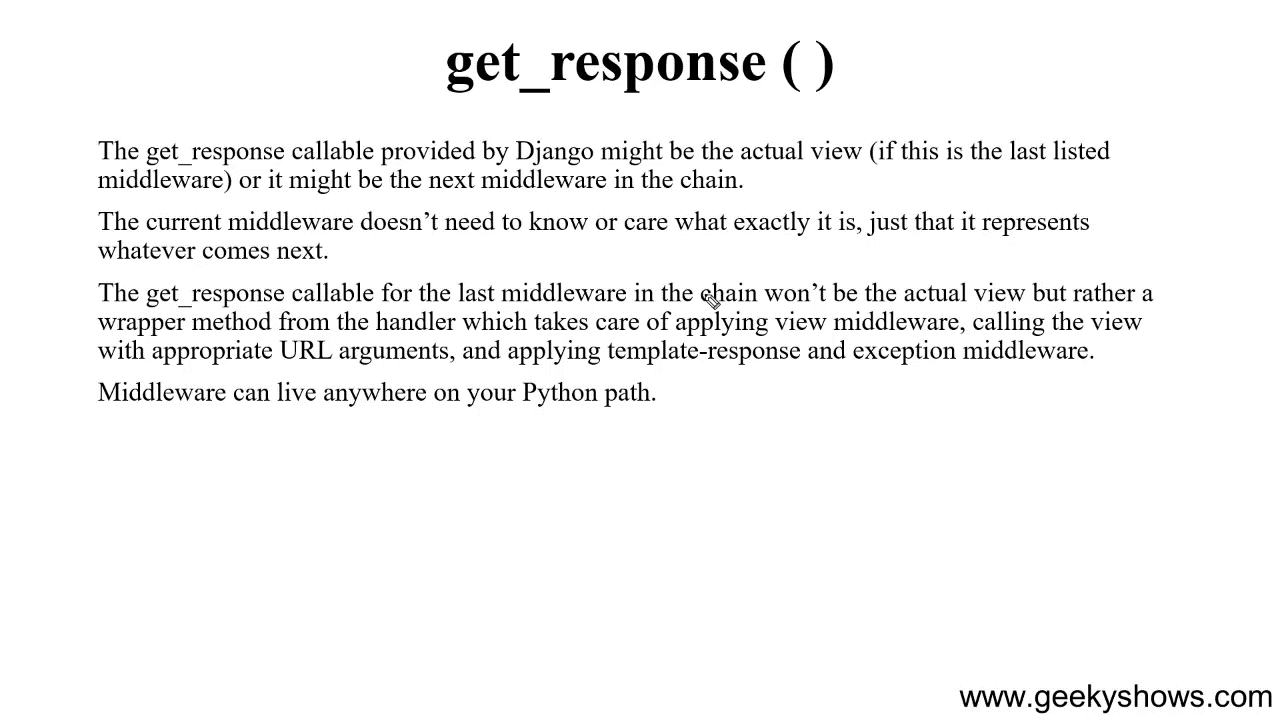 get_response ( )
The get_response callable provided by Django might be the actual view (if this is the last listed
middleware) or it might be the next middleware in the chain.
The current middleware doesn’t need to know or care what exactly it is, just that it represents
whatever comes next.
The get_response callable for the last middleware in the chain won’t be the actual view but rather a
wrapper method from the handler which takes care of applying view middleware, calling the view
with appropriate URL arguments, and applying template-response and exception middleware.
Middleware can live anywhere on your Python path.
www.geekyshows.com